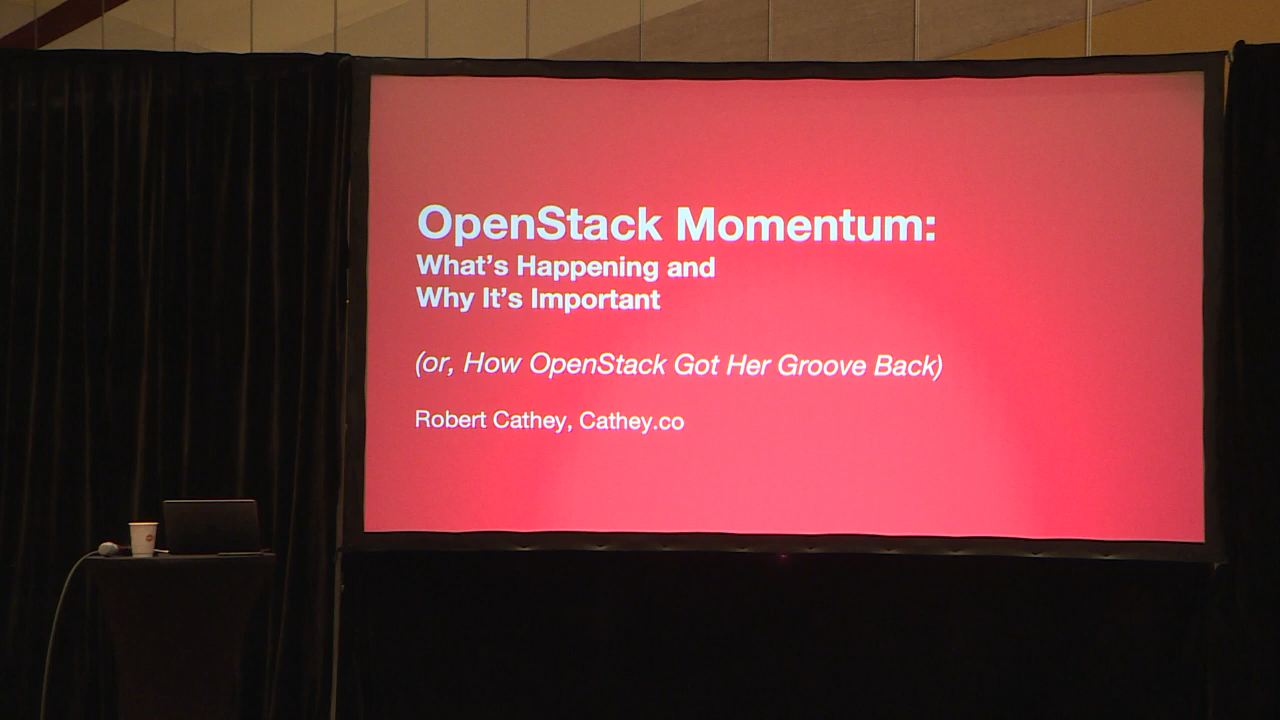 OpenStack Momentum:
What's Happening and
Why It's Important
(or, How OpenStack Got Her Groove Back)
Robert Cathey, Cathey.co